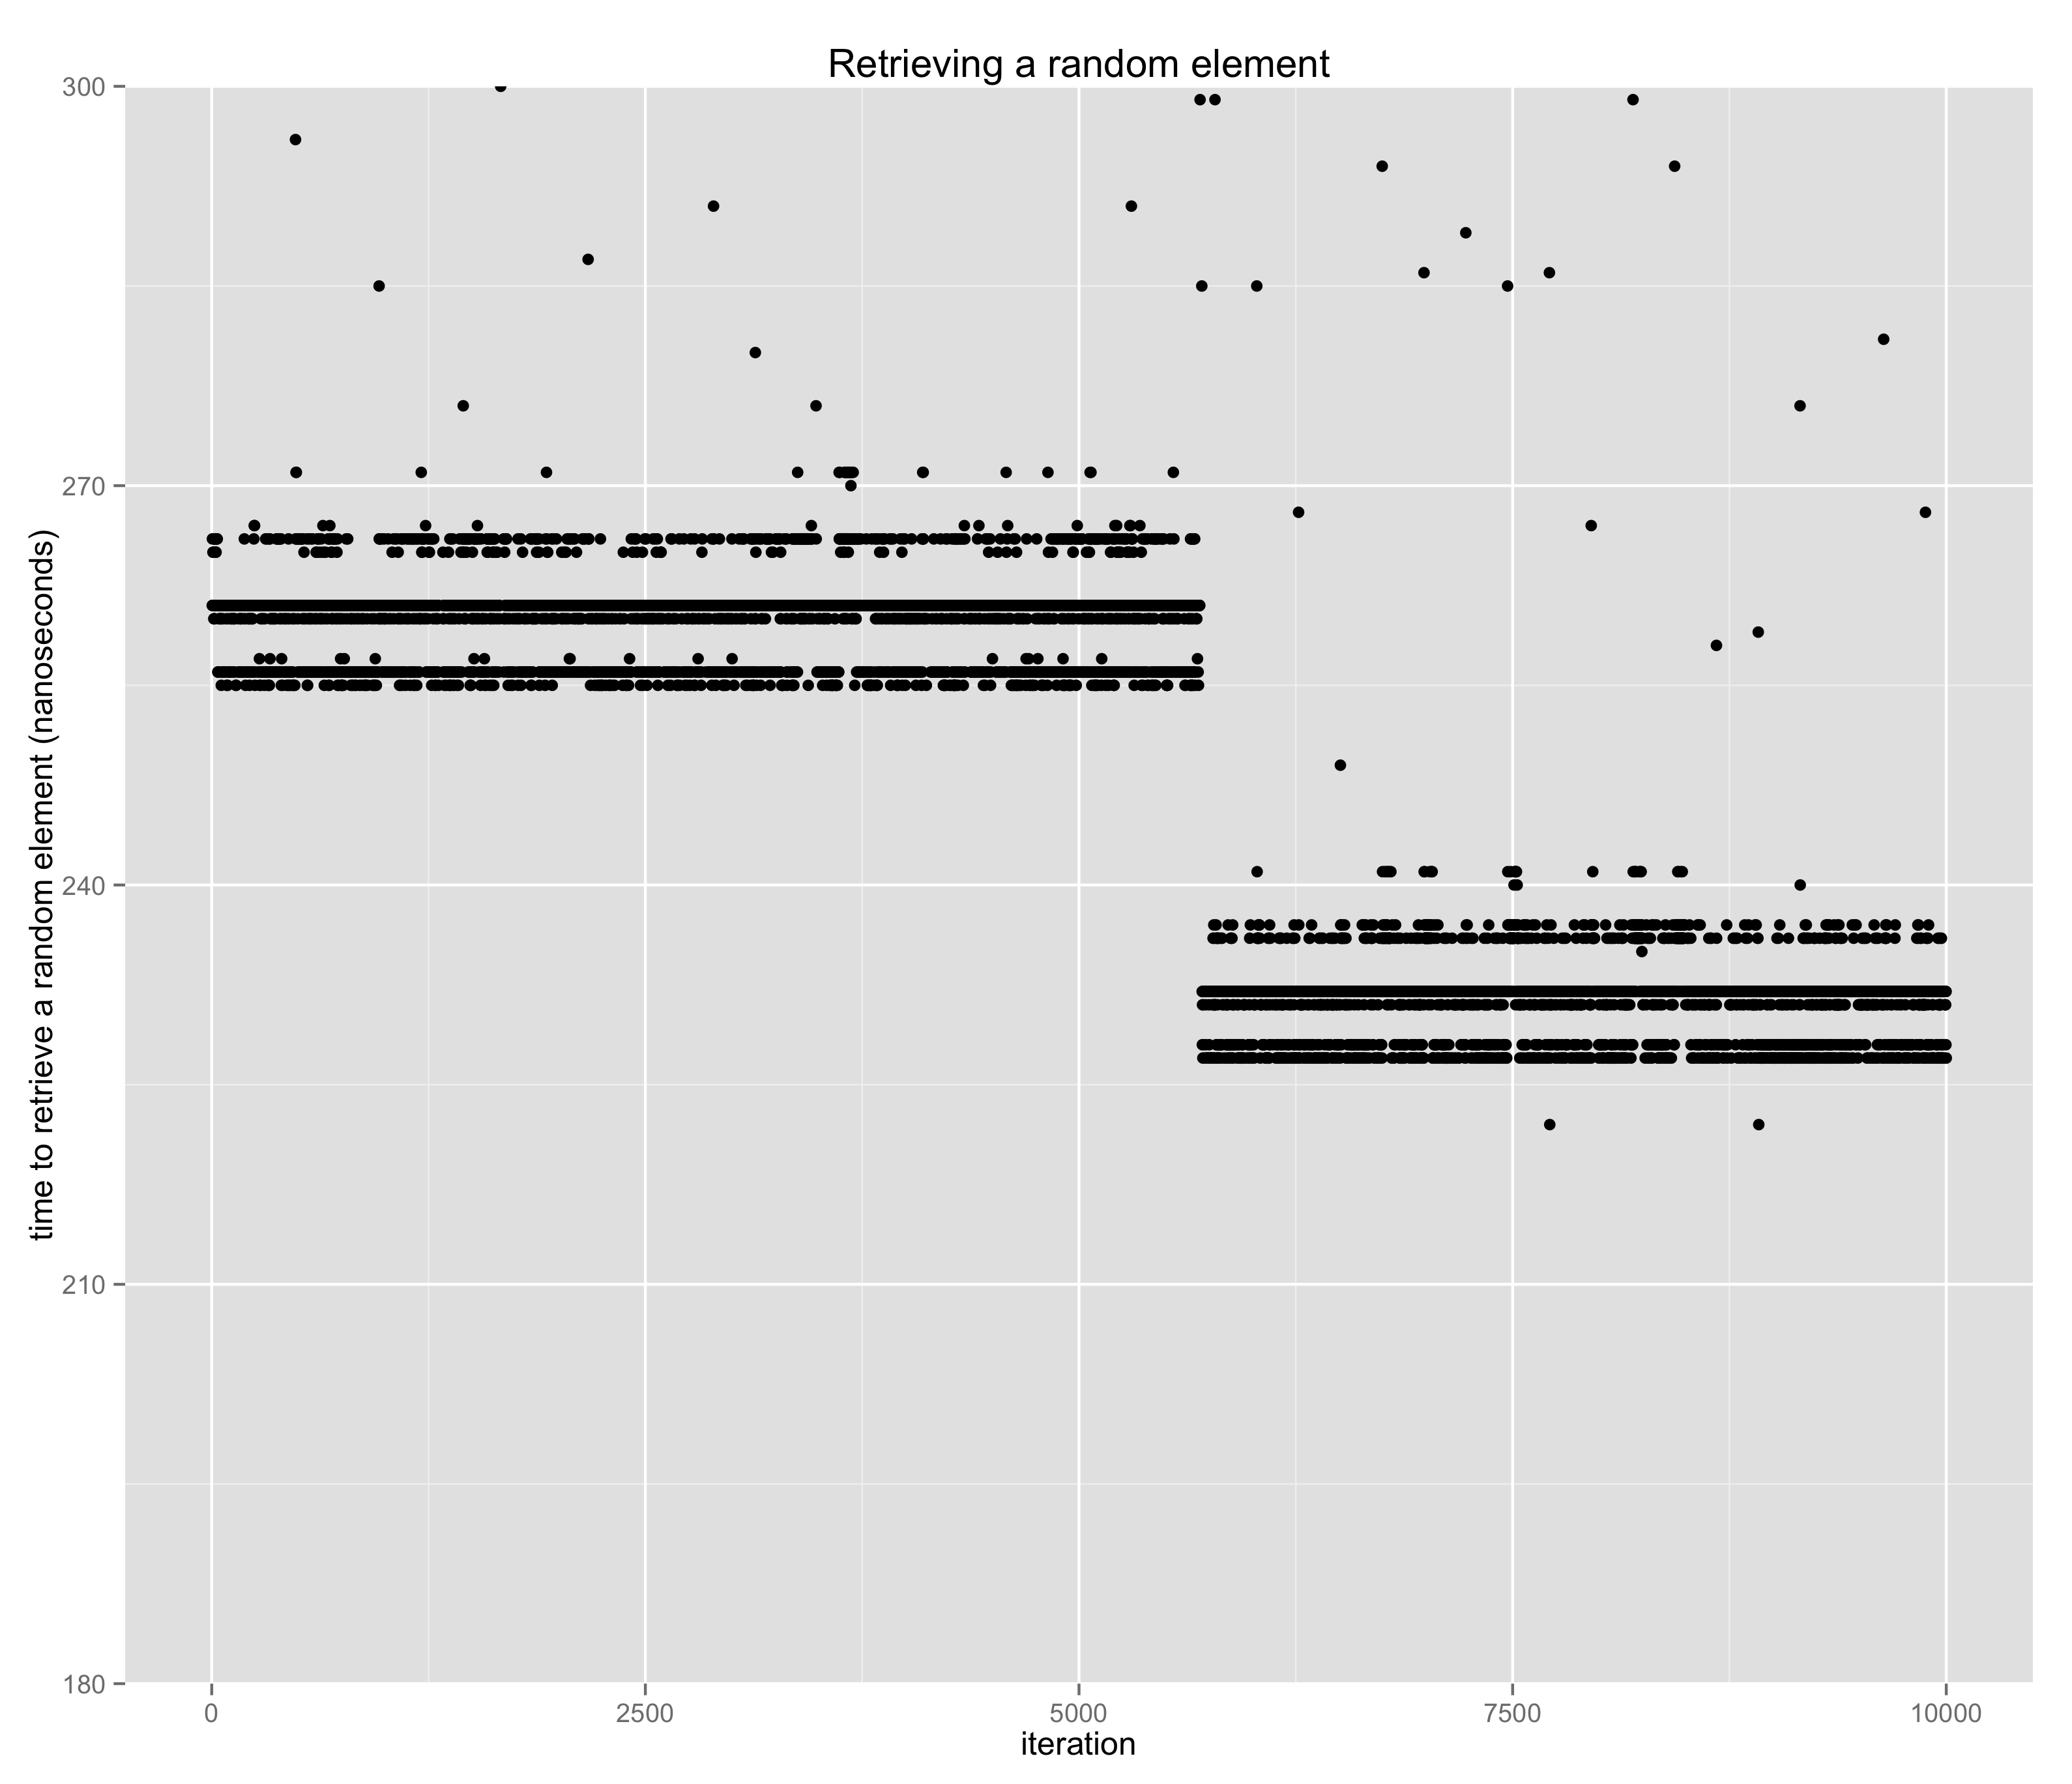 Retrieving a random element
time to retrieve a random element (nanoseconds)
300
270
240
210
180
0 2500 5000 7500 10000
iteration